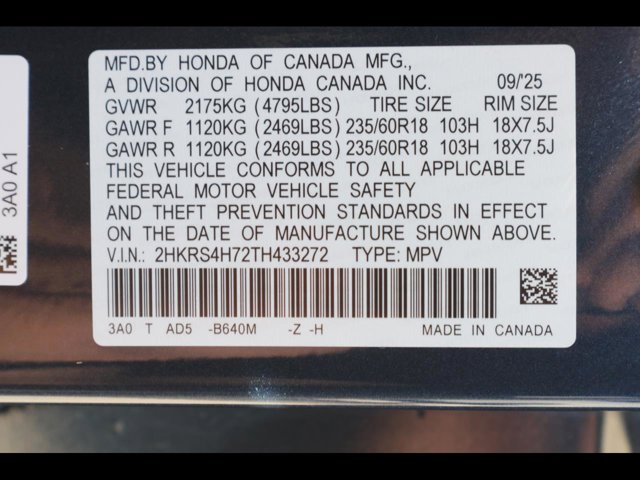 MFD.BY HONDA OF CANADA MFG.,
A DIVISION OF HONDA CANADA INC. 09/'25
GVWR 2175KG (4795LBS) TIRE SIZE RIM SIZE
GAWR F 1120KG (2469LBS) 235/60R18 103H 18X7.5J
GAWR R 1120KG (2469LBS) 235/60R18 103H 18X7.5J
THIS VEHICLE CONFORMS TO ALL APPLICABLE
FEDERAL MOTOR VEHICLE SAFETY
AND THEFT PREVENTION STANDARDS IN EFFECT
ON THE DATE OF MANUFACTURE SHOWN ABOVE.
V.I.N.: 2HKRS4H72TH433272 TYPE: MPV
3A0 T AD5 -B640M -Z -H MADE IN CANADA
3A0 A1